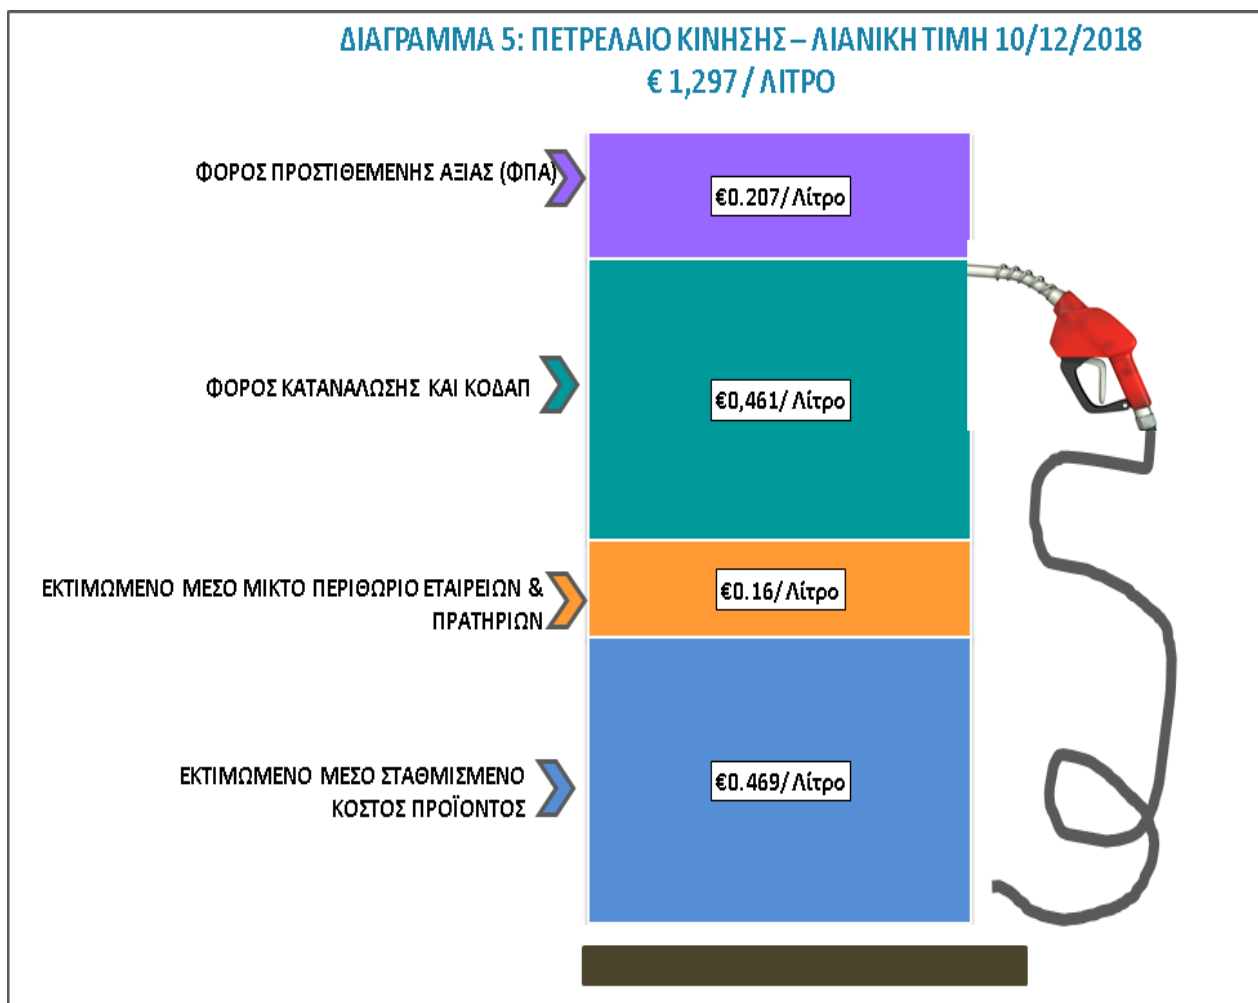 ΔΙΑΓΡΑΜΜΑ 5: ΠΕΤΡΕΛΑΙΟ ΚΙΝΗΣΗΣ – ΛΙΑΝΙΚΗ ΤΙΜΗ 10/12/2018
€ 1,297 / ΛΙΤΡΟ
ΦΟΡΟΣ ΠΡΟΣΤΙΘΕΜΕΝΗΣ ΑΞΙΑΣ (ΦΠΑ)
€0.207/ Λίτρο
ΦΟΡΟΣ ΚΑΤΑΝΑΛΩΣΗΣ ΚΑΙ ΚΟΔΑΠ
€0,461/ Λίτρο
ΕΚΤΙΜΩΜΕΝΟ ΜΕΣΟ ΜΙΚΤΟ ΠΕΡΙΘΩΡΙΟ ΕΤΑΙΡΕΙΩΝ &
ΠΡΑΤΗΡΙΩΝ
€0.16/ Λίτρο
ΕΚΤΙΜΩΜΕΝΟ ΜΕΣΟ ΣΤΑΘΜΙΣΜΕΝΟ
ΚΟΣΤΟΣ ΠΡΟΪΟΝΤΟΣ
€0.469/ Λίτρο